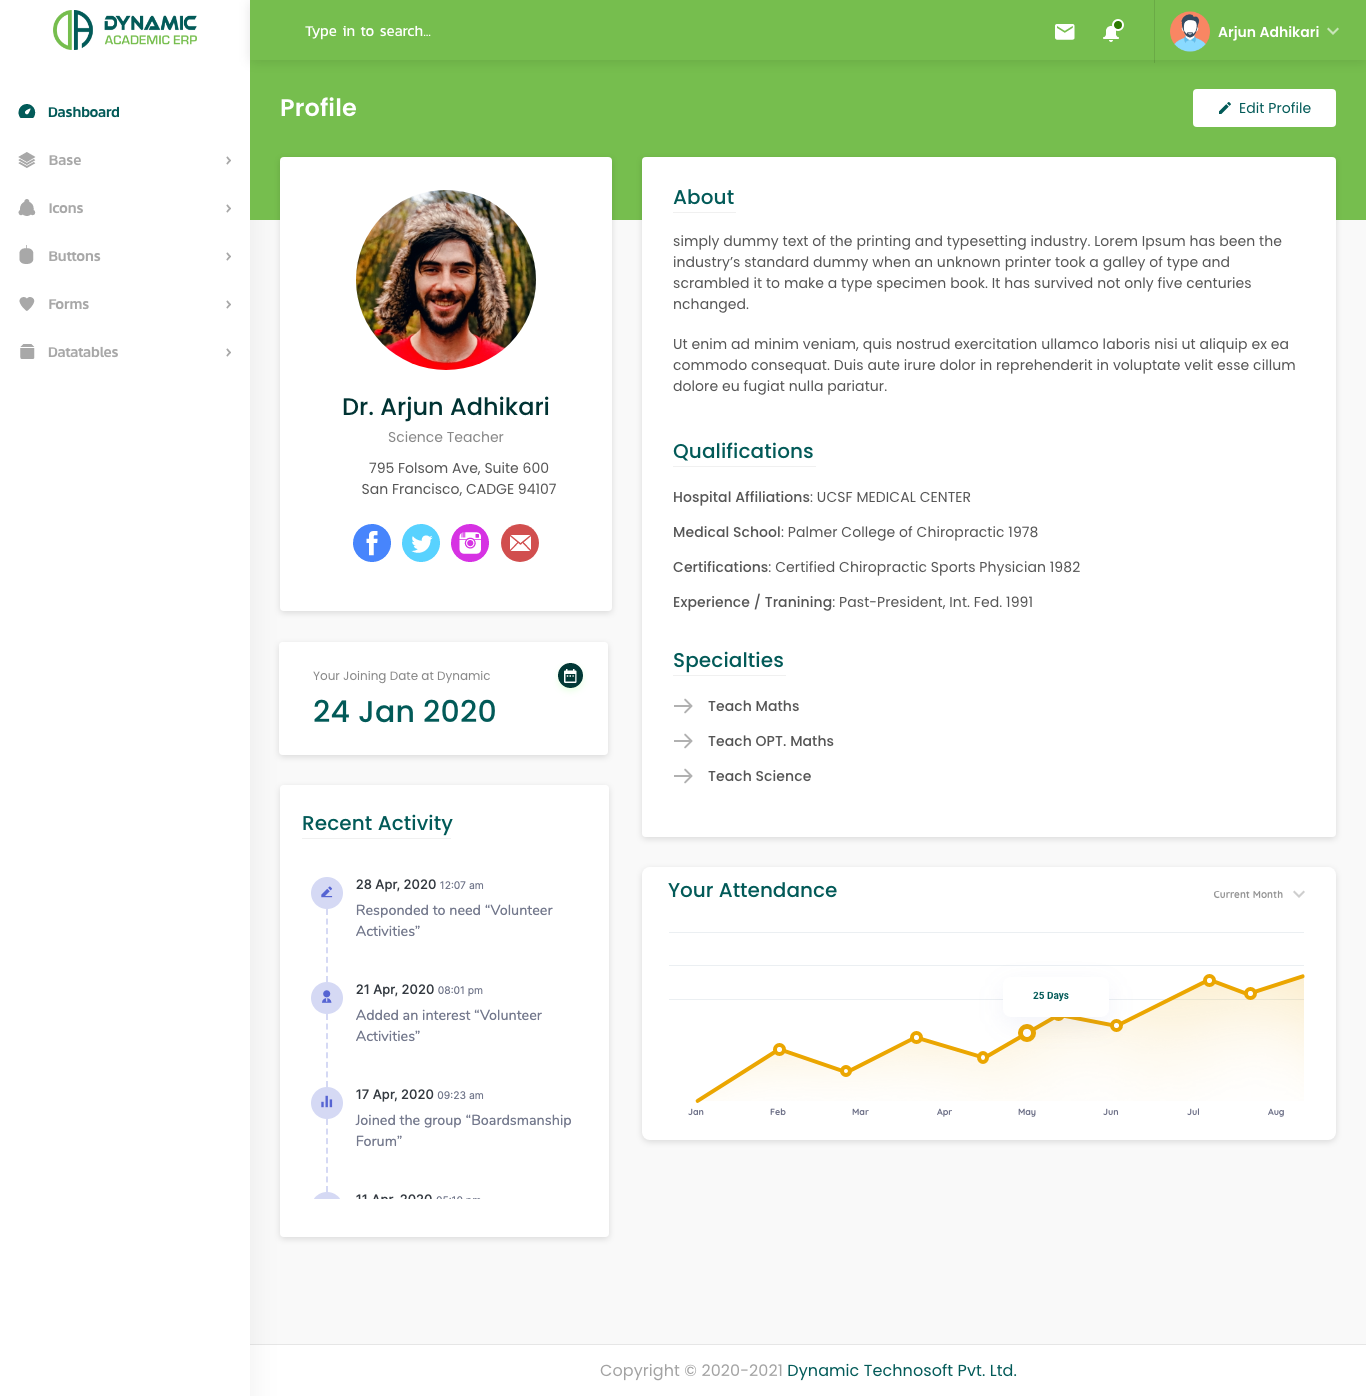 DYNAMIC
ACADEMIC ERP
Type in to search...
Arjun Adhikari
Dashboard
Base
Icons
Buttons
Forms
Datatables
Profile
Edit Profile
Dr. Arjun Adhikari
Science Teacher
795 Folsom Ave, Suite 600
San Francisco, CADGE 94107
Your Joining Date at Dynamic
24 Jan 2020
Recent Activity
28 Apr, 2020 12:07 am
Responded to need “Volunteer
Activities”
21 Apr, 2020 08:01 pm
Added an interest “Volunteer
Activities”
17 Apr, 2020 09:23 am
Joined the group “Boardsmanship
Forum”
11 Apr, 2020
About
simply dummy text of the printing and typesetting industry. Lorem Ipsum has been the
industry’s standard dummy when an unknown printer took a galley of type and
scrambled it to make a type specimen book. It has survived not only five centuries
nchanged.
Ut enim ad minim veniam, quis nostrud exercitation ullamco laboris nisi ut aliquip ex ea
commodo consequat. Duis aute irure dolor in reprehenderit in voluptate velit esse cillum
dolore eu fugiat nulla pariatur.
Qualifications
Hospital Affiliations: UCSF MEDICAL CENTER
Medical School: Palmer College of Chiropractic 1978
Certifications: Certified Chiropractic Sports Physician 1982
Experience / Tranining: Past-President, Int. Fed. 1991
Specialties
Teach Maths
Teach OPT. Maths
Teach Science
Your Attendance
Current Month
25 Days
Jan Feb Mar Apr May Jun Jul Aug
Copyright © 2020-2021 Dynamic Technosoft Pvt. Ltd.